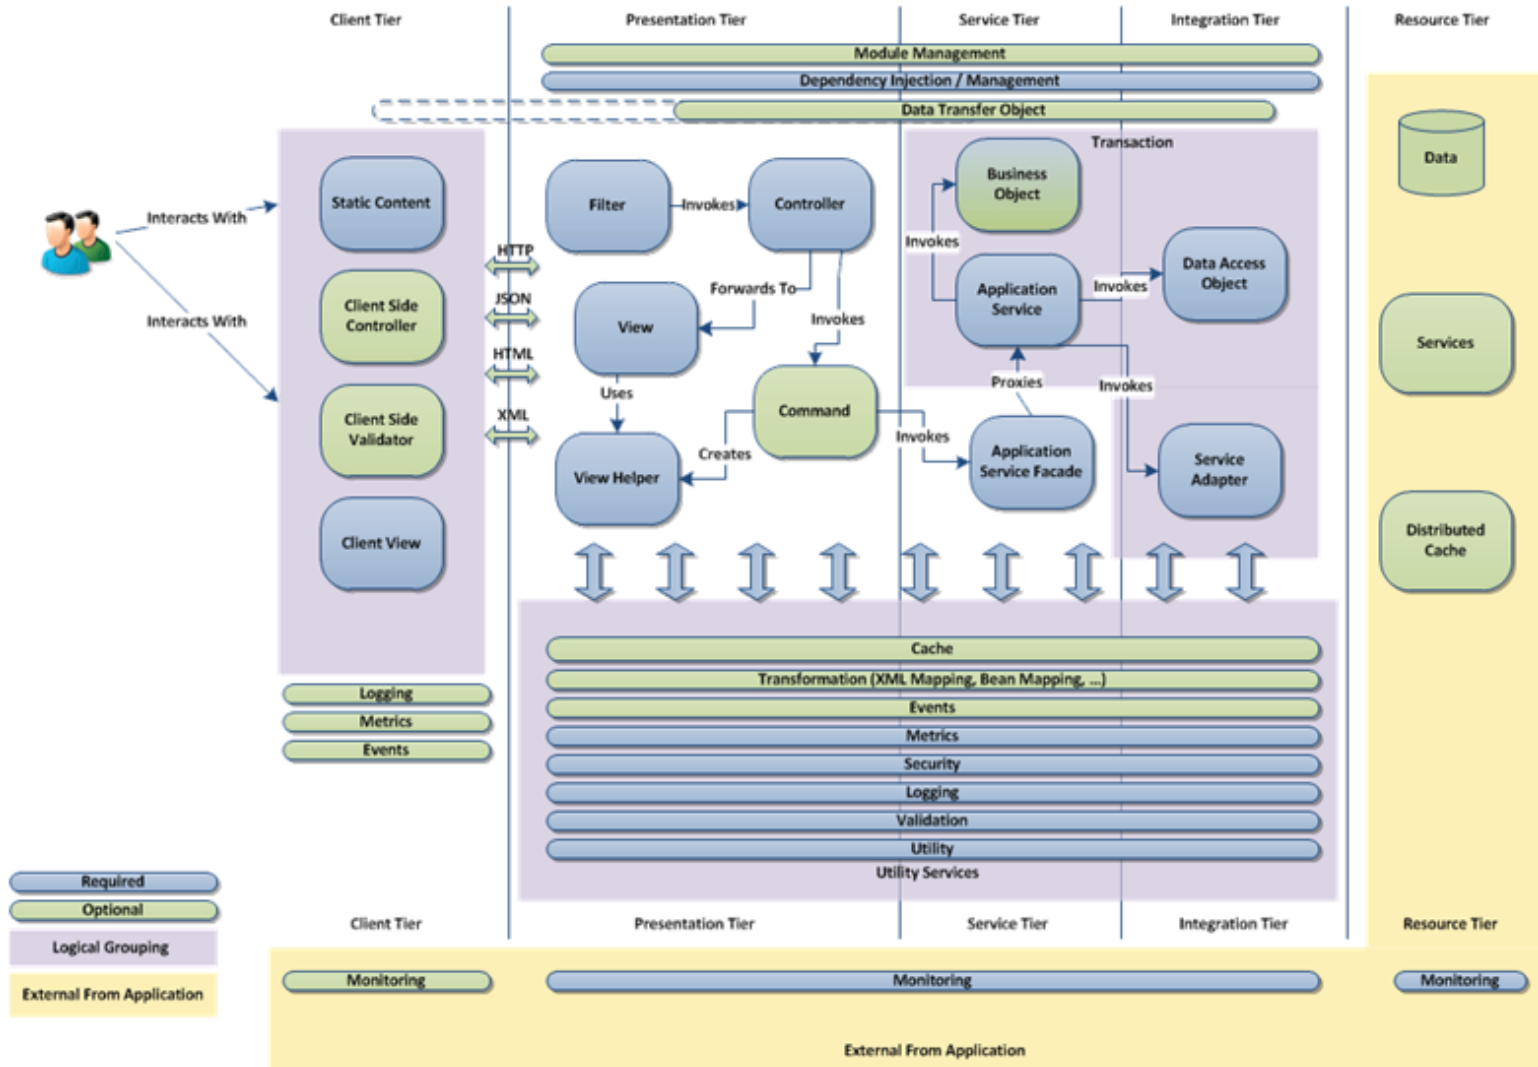 Client Tier
Presentation Tier
Service Tier
Integration Tier
Resource Tier
Module Management
Dependency Injection / Management
Data Transfer Object
Transaction
Static Content
Filter
Invokes
Controller
Business
Object
Data
Interacts With
HTTP
Invokes
Client Side
Controller
JSON
Forwards To
View
Invokes
Application
Service
Invokes
Data Access
Object
Interacts With
HTML
Services
Uses
Proxies
Invokes
Client Side
Validator
XML
Command
Invokes
Creates
View Helper
Application
Service Facade
Service
Adapter
Client View
Distributed
Cache
Cache
Transformation (XML Mapping, Bean Mapping, ...)
Events
Metrics
Security
Logging
Validation
Utility
Utility Services
Logging
Metrics
Events
Required
Optional
Logical Grouping
External From Application
Client Tier
Presentation Tier
Service Tier
Integration Tier
Resource Tier
Monitoring
Monitoring
Monitoring
External From Application